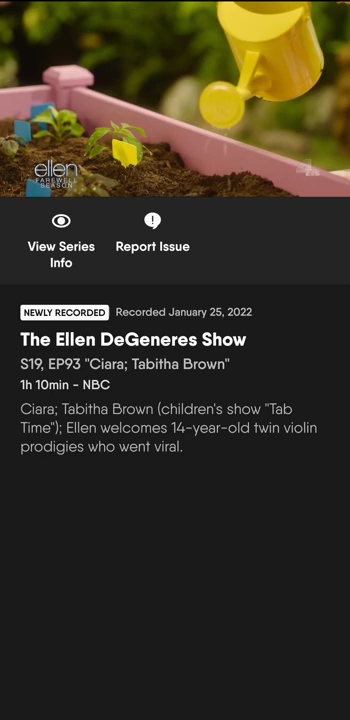 ellen
FAREWELL
SEASON
4
View Series
Info
Report Issue
NEWLY RECORDED Recorded January 25, 2022
The Ellen DeGeneres Show
S19, EP93 "Ciara; Tabitha Brown"
1h 10min - NBC
Ciara; Tabitha Brown (children's show "Tab
Time"); Ellen welcomes 14-year-old twin violin
prodigies who went viral.